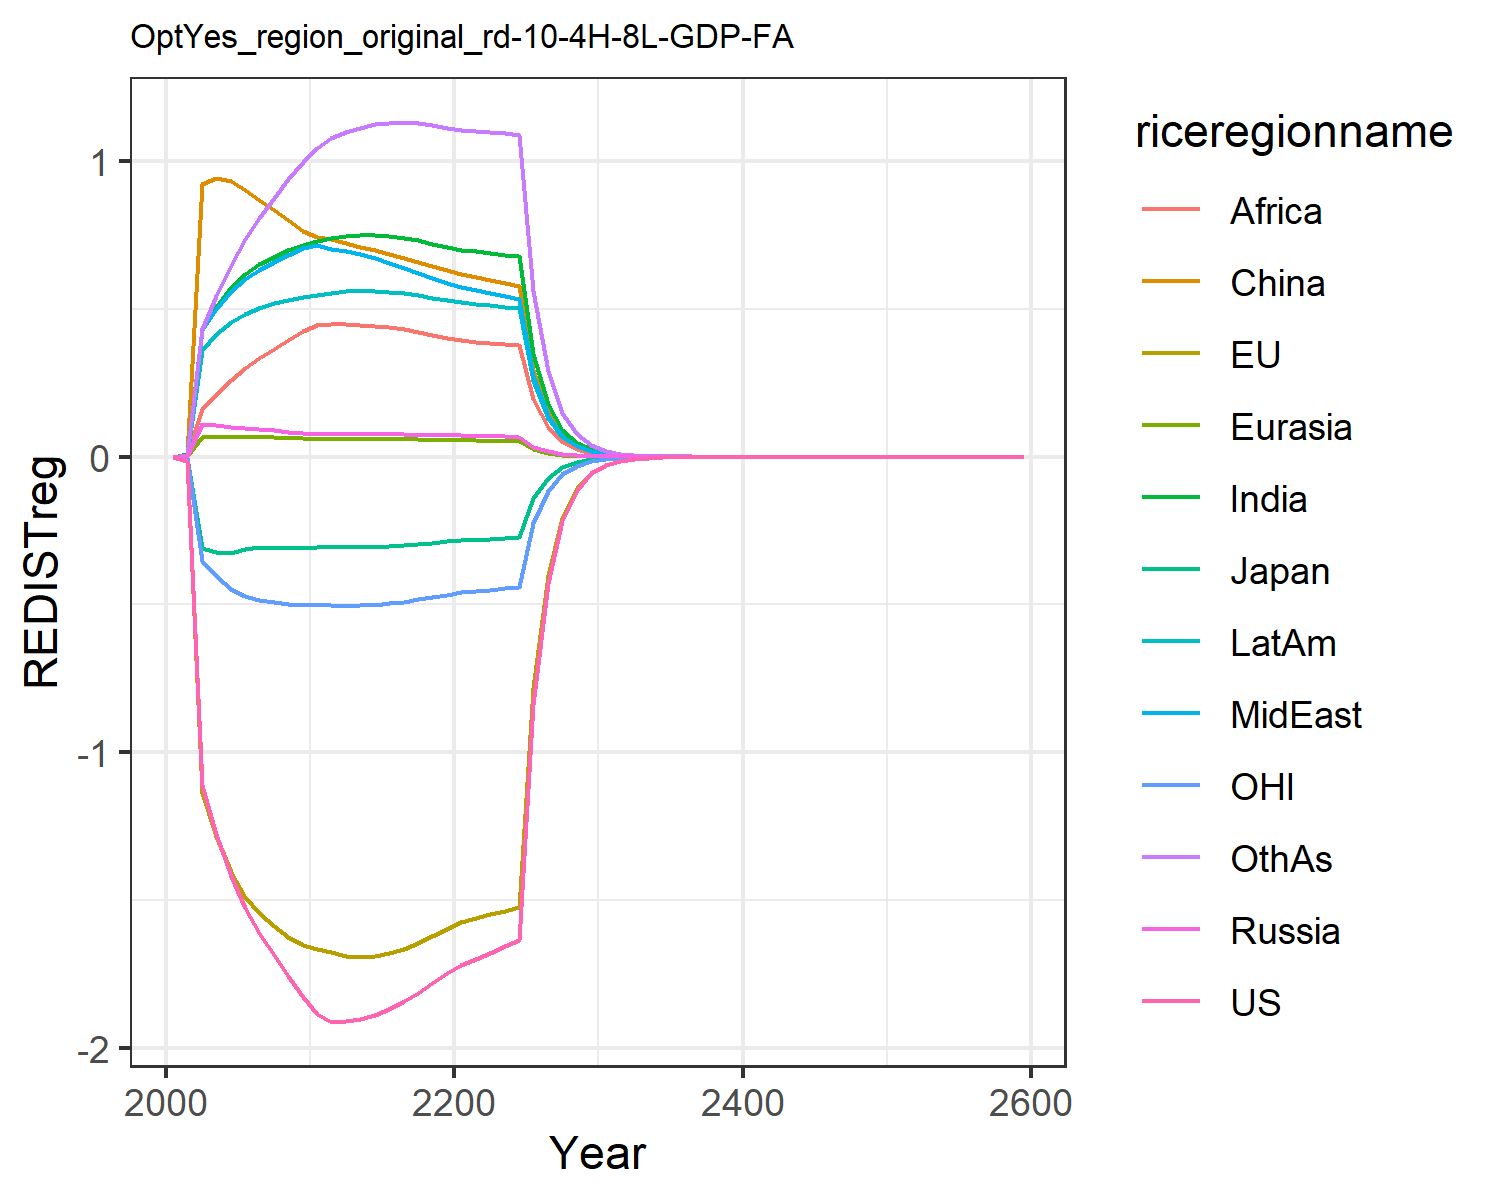 OptYes_region_original_rd-10-4H-8L-GDP-FA
1
0
-1
-2
REDISTreg
2000
2200
2400
2600
Year
riceregionname
Africa
China
EU
Eurasia
India
Japan
LatAm
MidEast
OHI
OthAs
Russia
US